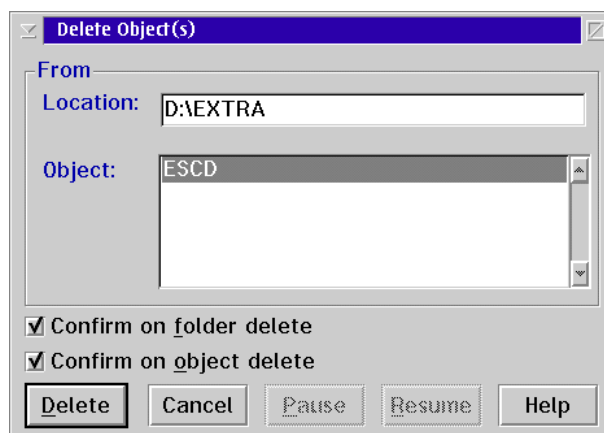 Delete Object(s)
From
Location:
D:\EXTRA
Object:
ESCD
Confirm on folder delete
Confirm on object delete
Delete Cancel Pause Resume Help